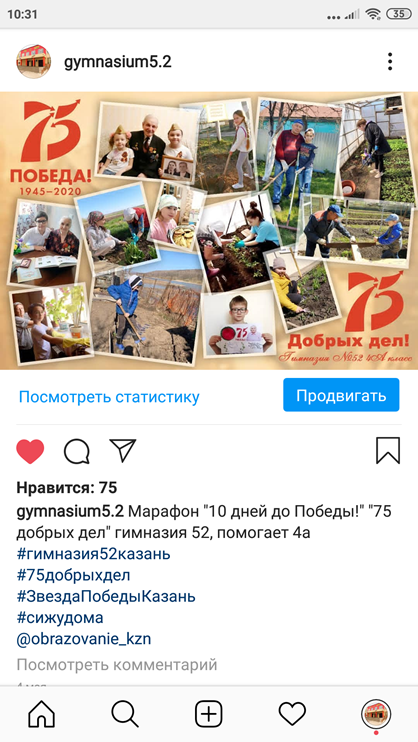 10:31
35
gymnasium5.2
75
ПОБЕДА!
1945–2020
75
75
Добрых дел!
Гимназия №52 4А класс
Посмотреть статистику
Продвигать
Нравится: 75
gymnasium5.2 Марафон "10 дней до Победы!" "75
добрых дел" гимназия 52, помогает 4а
#гимназия52казань
#75добрыхдел
#ЗвездаПобедыКазань
#сижудома
@obrazovanie_kzn
Посмотреть комментарий